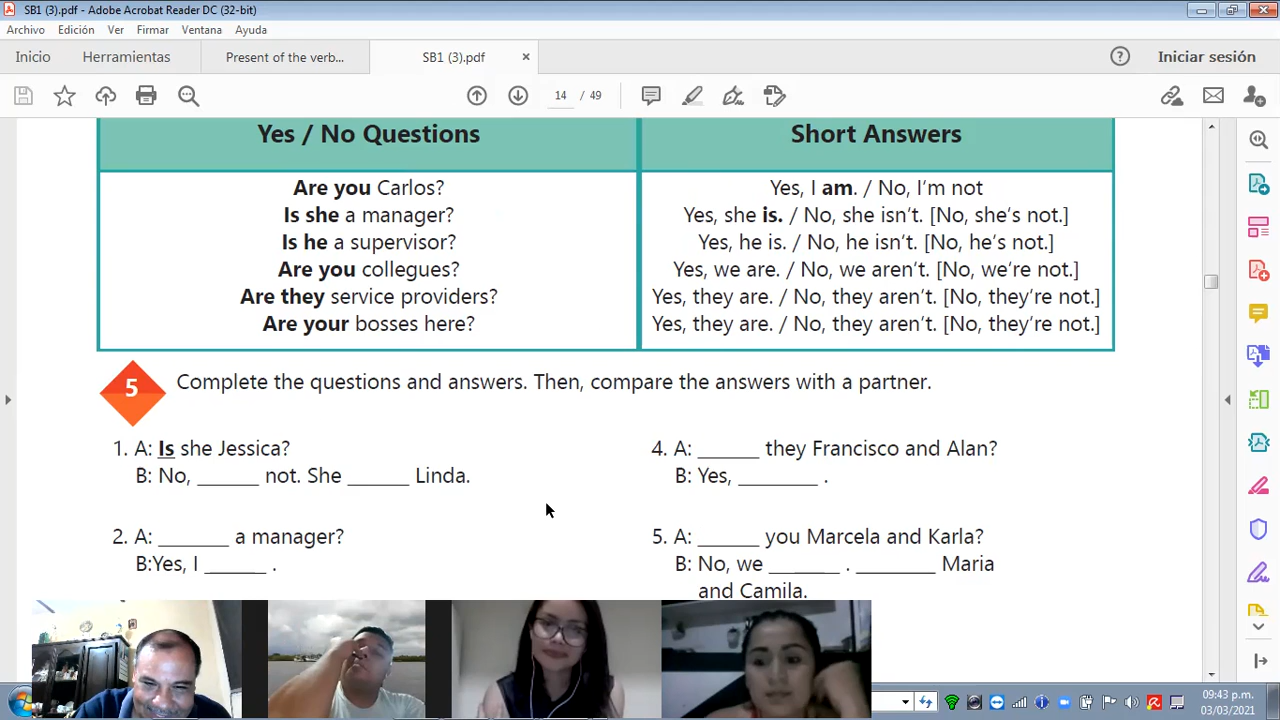 SB1 (3).pdf - Adobe Acrobat Reader DC (32-bit)
Archivo Edición Ver Firmar Ventana Ayuda
Inicio Herramientas Present of the verb... SB1 (3).pdf × Iniciar sesión
14 / 49
Yes / No Questions Short Answers
Are you Carlos? Yes, I am. / No, I'm not
Is she a manager? Yes, she is. / No, she isn't. [No, she's not.]
Is he a supervisor? Yes, he is. / No, he isn't. [No, he's not.]
Are you collegues? Yes, we are. / No, we aren't. [No, we're not.]
Are they service providers? Yes, they are. / No, they aren't. [No, they're not.]
Are your bosses here? Yes, they are. / No, they aren't. [No, they're not.]
5 Complete the questions and answers. Then, compare the answers with a partner.
1. A: Is she Jessica?
B: No, ______ not. She ______ Linda.
2. A: _______ a manager?
B:Yes, I ______ .
4. A: ______ they Francisco and Alan?
B: Yes, ________ .
5. A: ______ you Marcela and Karla?
B: No, we _______ . ________ Maria
and Camila.
09:43 p.m.
03/03/2021